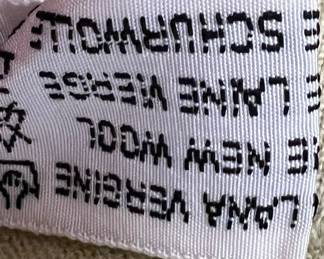 LANA VERGINE
E NEW WOOL
E LAINE VIERGE
E SCHURWOLLE